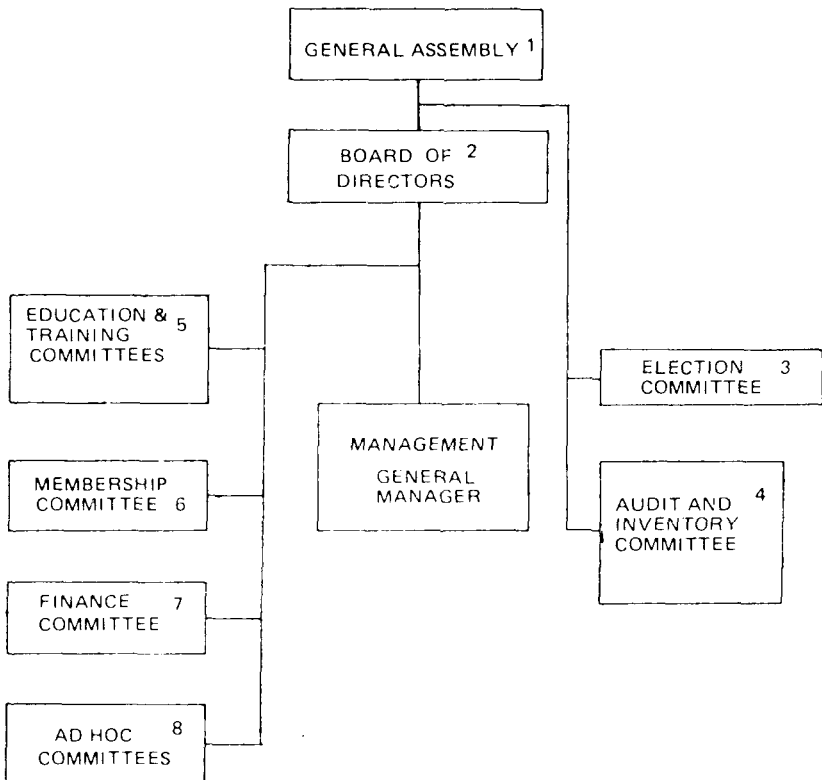 GENERAL ASSEMBLY 1
BOARD OF 2
DIRECTORS
EDUCATION & 5
TRAINING
COMMITTEES
ELECTION 3
COMMITTEE
MANAGEMENT
GENERAL
MANAGER
MEMBERSHIP
COMMITTEE 6
AUDIT AND 4
INVENTORY
COMMITTEE
FINANCE 7
COMMITTEE
AD HOC 8
COMMITTEES